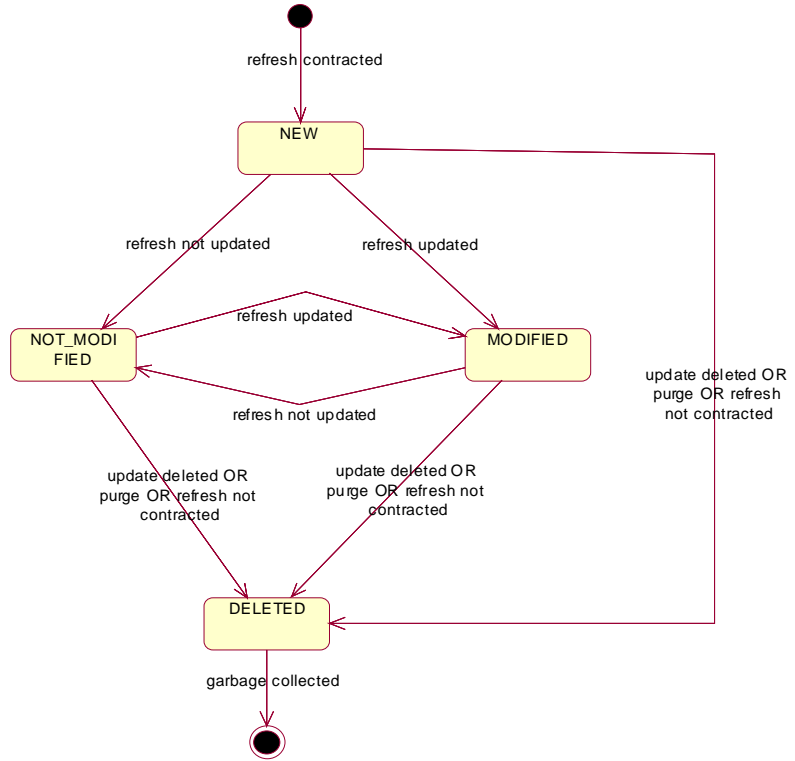 refresh contracted
NEW
refresh not updated
refresh updated
refresh updated
NOT_MODI
FIED
MODIFIED
refresh not updated
update deleted OR
purge OR refresh
not contracted
update deleted OR
purge OR refresh not
contracted
update deleted OR
purge OR refresh not
contracted
DELETED
garbage collected